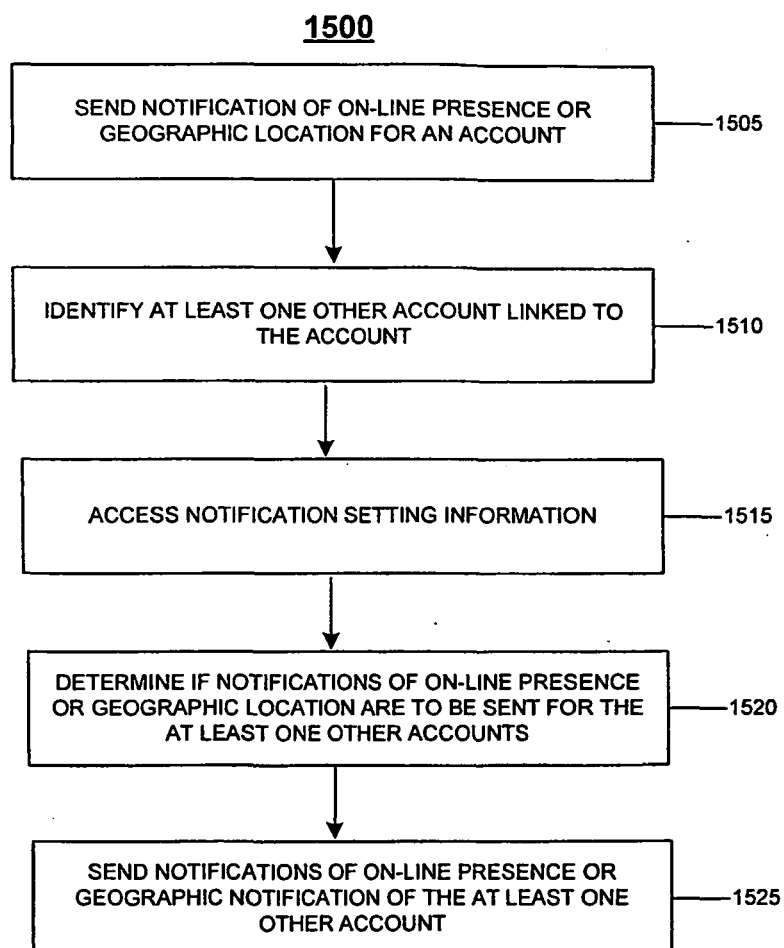 1500
SEND NOTIFICATION OF ON-LINE PRESENCE OR
GEOGRAPHIC LOCATION FOR AN ACCOUNT
1505
IDENTIFY AT LEAST ONE OTHER ACCOUNT LINKED TO
THE ACCOUNT
1510
ACCESS NOTIFICATION SETTING INFORMATION
1515
DETERMINE IF NOTIFICATIONS OF ON-LINE PRESENCE
OR GEOGRAPHIC LOCATION ARE TO BE SENT FOR THE
AT LEAST ONE OTHER ACCOUNTS
1520
SEND NOTIFICATIONS OF ON-LINE PRESENCE OR
GEOGRAPHIC NOTIFICATION OF THE AT LEAST ONE
OTHER ACCOUNT
1525